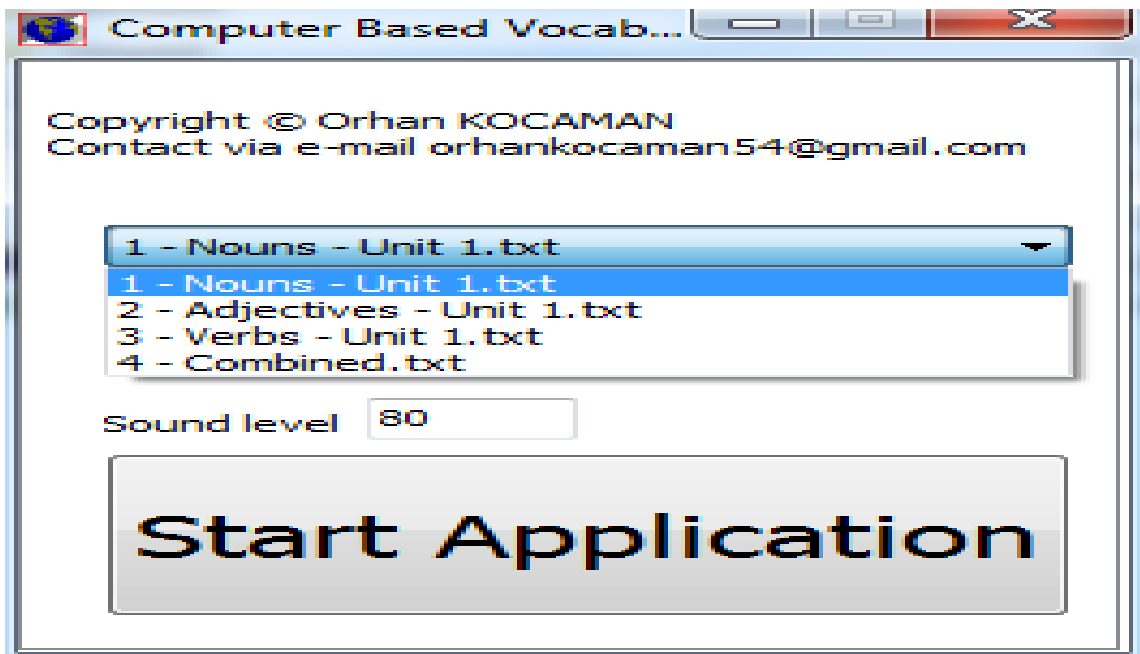 Computer Based Vocab...
Copyright © Orhan KOCAMAN
Contact via e-mail orhankocaman54@gmail.com
1 - Nouns - Unit 1.txt
1 - Nouns - Unit 1.txt
2 - Adjectives - Unit 1.txt
3 - Verbs - Unit 1.txt
4 - Combined.txt
Sound level 80
Start Application